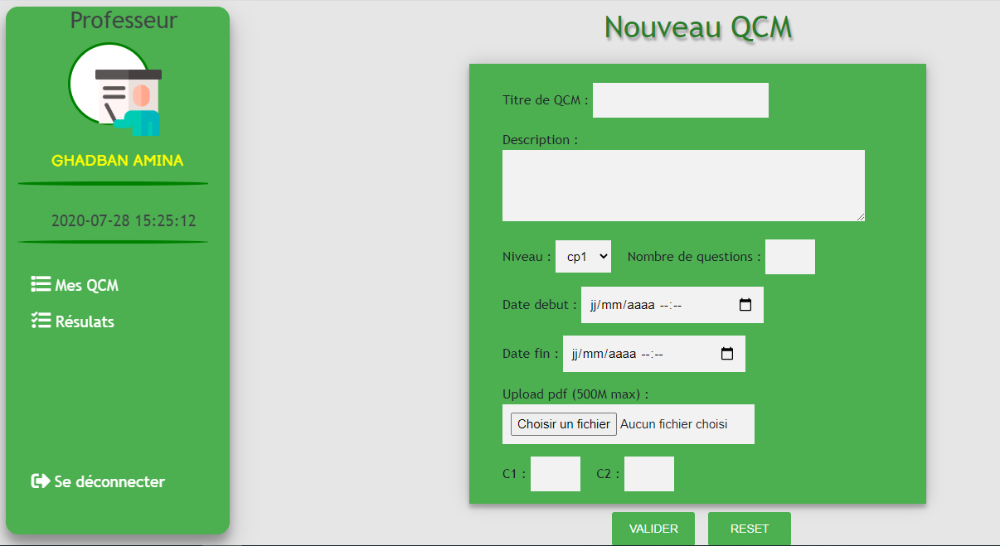 Professeur
GHADBAN AMINA
2020-07-28 15:25:12
Mes QCM
Résulats
Se déconnecter
Nouveau QCM
Titre de QCM :
Description :
Niveau : cp1 Nombre de questions :
Date debut : jj/mm/aaaa --:--
Date fin : jj/mm/aaaa --:--
Upload pdf (500M max) :
Choisir un fichier Aucun fichier choisi
C1 : C2 :
VALIDER RESET